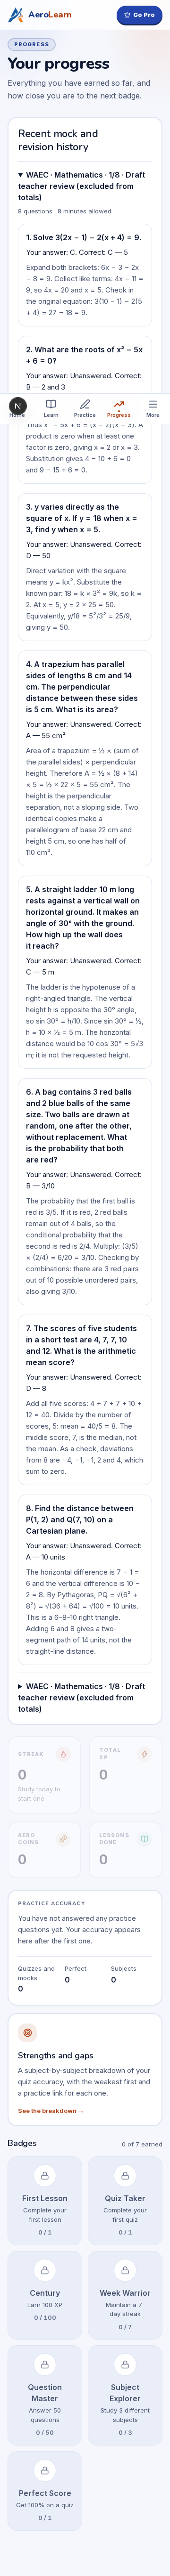 AeroLearn
Go Pro
PROGRESS
Your progress
Everything you have earned so far, and
how close you are to the next badge.
Recent mock and
revision history
▼ WAEC · Mathematics · 1/8 · Draft
teacher review (excluded from
totals)
8 questions · 8 minutes allowed
1. Solve 3(2x − 1) − 2(x + 4) = 9.
Your answer: C. Correct: C — 5
Expand both brackets: 6x − 3 − 2x
− 8 = 9. Collect like terms: 4x − 11 =
9, so 4x = 20 and x = 5. Check in
the original equation: 3(10 − 1) − 2(5
+ 4) = 27 − 18 = 9.
2. What are the roots of x² − 5x
+ 6 = 0?
Your answer: Unanswered. Correct:
B — 2 and 3
N
Learn
Practice
Progress
More
Thus x² − 5x + 6 = (x − 2)(x − 3). A
product is zero when at least one
factor is zero, giving x = 2 or x = 3.
Substitution gives 4 − 10 + 6 = 0
and 9 − 15 + 6 = 0.
3. y varies directly as the
square of x. If y = 18 when x =
3, find y when x = 5.
Your answer: Unanswered. Correct:
D — 50
Direct variation with the square
means y = kx². Substitute the
known pair: 18 = k × 3² = 9k, so k =
2. At x = 5, y = 2 × 25 = 50.
Equivalently, y/18 = 5²/3² = 25/9,
giving y = 50.
4. A trapezium has parallel
sides of lengths 8 cm and 14
cm. The perpendicular
distance between these sides
is 5 cm. What is its area?
Your answer: Unanswered. Correct:
A — 55 cm²
Area of a trapezium = ½ × (sum of
the parallel sides) × perpendicular
height. Therefore A = ½ × (8 + 14)
× 5 = ½ × 22 × 5 = 55 cm². The
height is the perpendicular
separation, not a sloping side. Two
identical copies make a
parallelogram of base 22 cm and
height 5 cm, so one has half of
110 cm².
5. A straight ladder 10 m long
rests against a vertical wall on
horizontal ground. It makes an
angle of 30° with the ground.
How high up the wall does
it reach?
Your answer: Unanswered. Correct:
C — 5 m
The ladder is the hypotenuse of a
right-angled triangle. The vertical
height h is opposite the 30° angle,
so sin 30° = h/10. Since sin 30° = ½,
h = 10 × ½ = 5 m. The horizontal
distance would be 10 cos 30° = 5√3
m; it is not the requested height.
6. A bag contains 3 red balls
and 2 blue balls of the same
size. Two balls are drawn at
random, one after the other,
without replacement. What
is the probability that both
are red?
Your answer: Unanswered. Correct:
B — 3/10
The probability that the first ball is
red is 3/5. If it is red, 2 red balls
remain out of 4 balls, so the
conditional probability that the
second is red is 2/4. Multiply: (3/5)
× (2/4) = 6/20 = 3/10. Checking by
combinations: there are 3 red pairs
out of 10 possible unordered pairs,
also giving 3/10.
7. The scores of five students
in a short test are 4, 7, 7, 10
and 12. What is the arithmetic
mean score?
Your answer: Unanswered. Correct:
D — 8
Add all five scores: 4 + 7 + 7 + 10
+ 12 = 40. Divide by the number of
scores, 5: mean = 40/5 = 8. The
middle score, 7, is the median, not
the mean. As a check, deviations
from 8 are −4, −1, −1, 2 and 4, which
sum to zero.
8. Find the distance between
P(1, 2) and Q(7, 10) on a
Cartesian plane.
Your answer: Unanswered. Correct:
A — 10 units
The horizontal difference is 7 − 1 =
6 and the vertical difference is 10 −
2 = 8. By Pythagoras, PQ = √(6² +
8²) = √(36 + 64) = √100 = 10 units.
This is a 6–8–10 right triangle.
Adding 6 and 8 gives a two-
segment path of 14 units, not the
straight-line distance.
▶ WAEC · Mathematics · 1/8 · Draft
teacher review (excluded from
totals)
STREAK
0
Study today to
start one
TOTAL
XP
0
AERO
COINS
0
LESSONS
DONE
0
PRACTICE ACCURACY
You have not answered any practice
questions yet. Your accuracy appears
here after the first one.
Quizzes and
mocks
0
Perfect
0
Subjects
0
Strengths and gaps
A subject-by-subject breakdown of your
quiz accuracy, with the weakest first and
a practice link for each one.
See the breakdown →
Badges
0 of 7 earned
First Lesson
Complete your
first lesson
0 / 1
Quiz Taker
Complete your
first quiz
0 / 1
Century
Earn 100 XP
0 / 100
Week Warrior
Maintain a 7-
day streak
0 / 7
Question
Master
Answer 50
questions
0 / 50
Subject
Explorer
Study 3 different
subjects
0 / 3
Perfect Score
Get 100% on a quiz
0 / 1